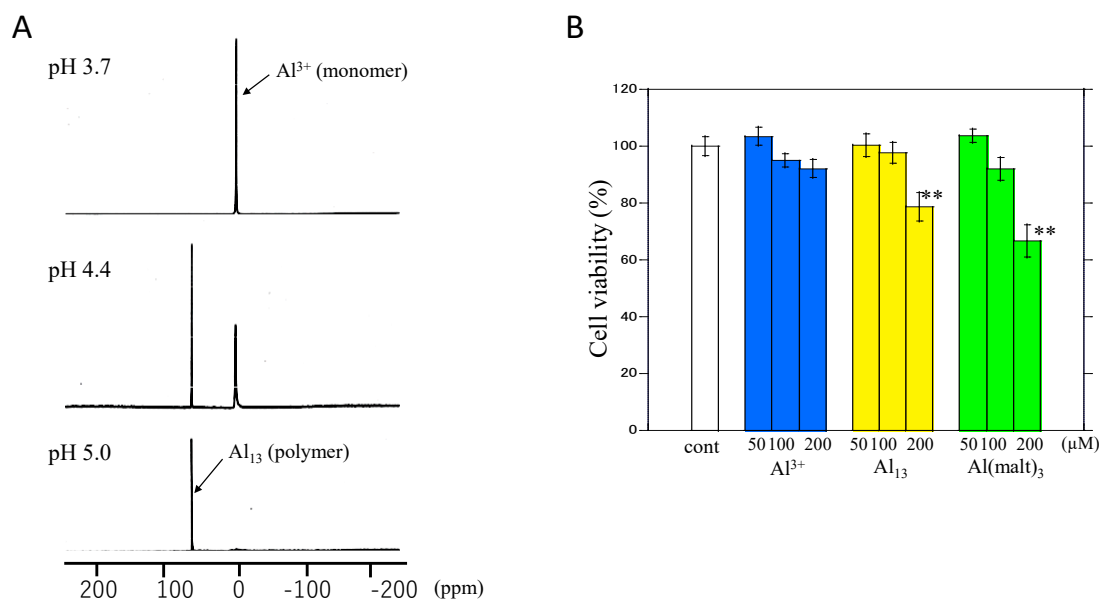 A
pH 3.7
Al³⁺ (monomer)
pH 4.4
pH 5.0
Al₁₃ (polymer)
200 100 0 -100 -200 (ppm)
B
Cell viability (%)
120
100
80
60
40
20
0
**
**
cont 50 100 200 50 100 200 50 100 200 (μM)
Al³⁺ Al₁₃ Al(malt)₃